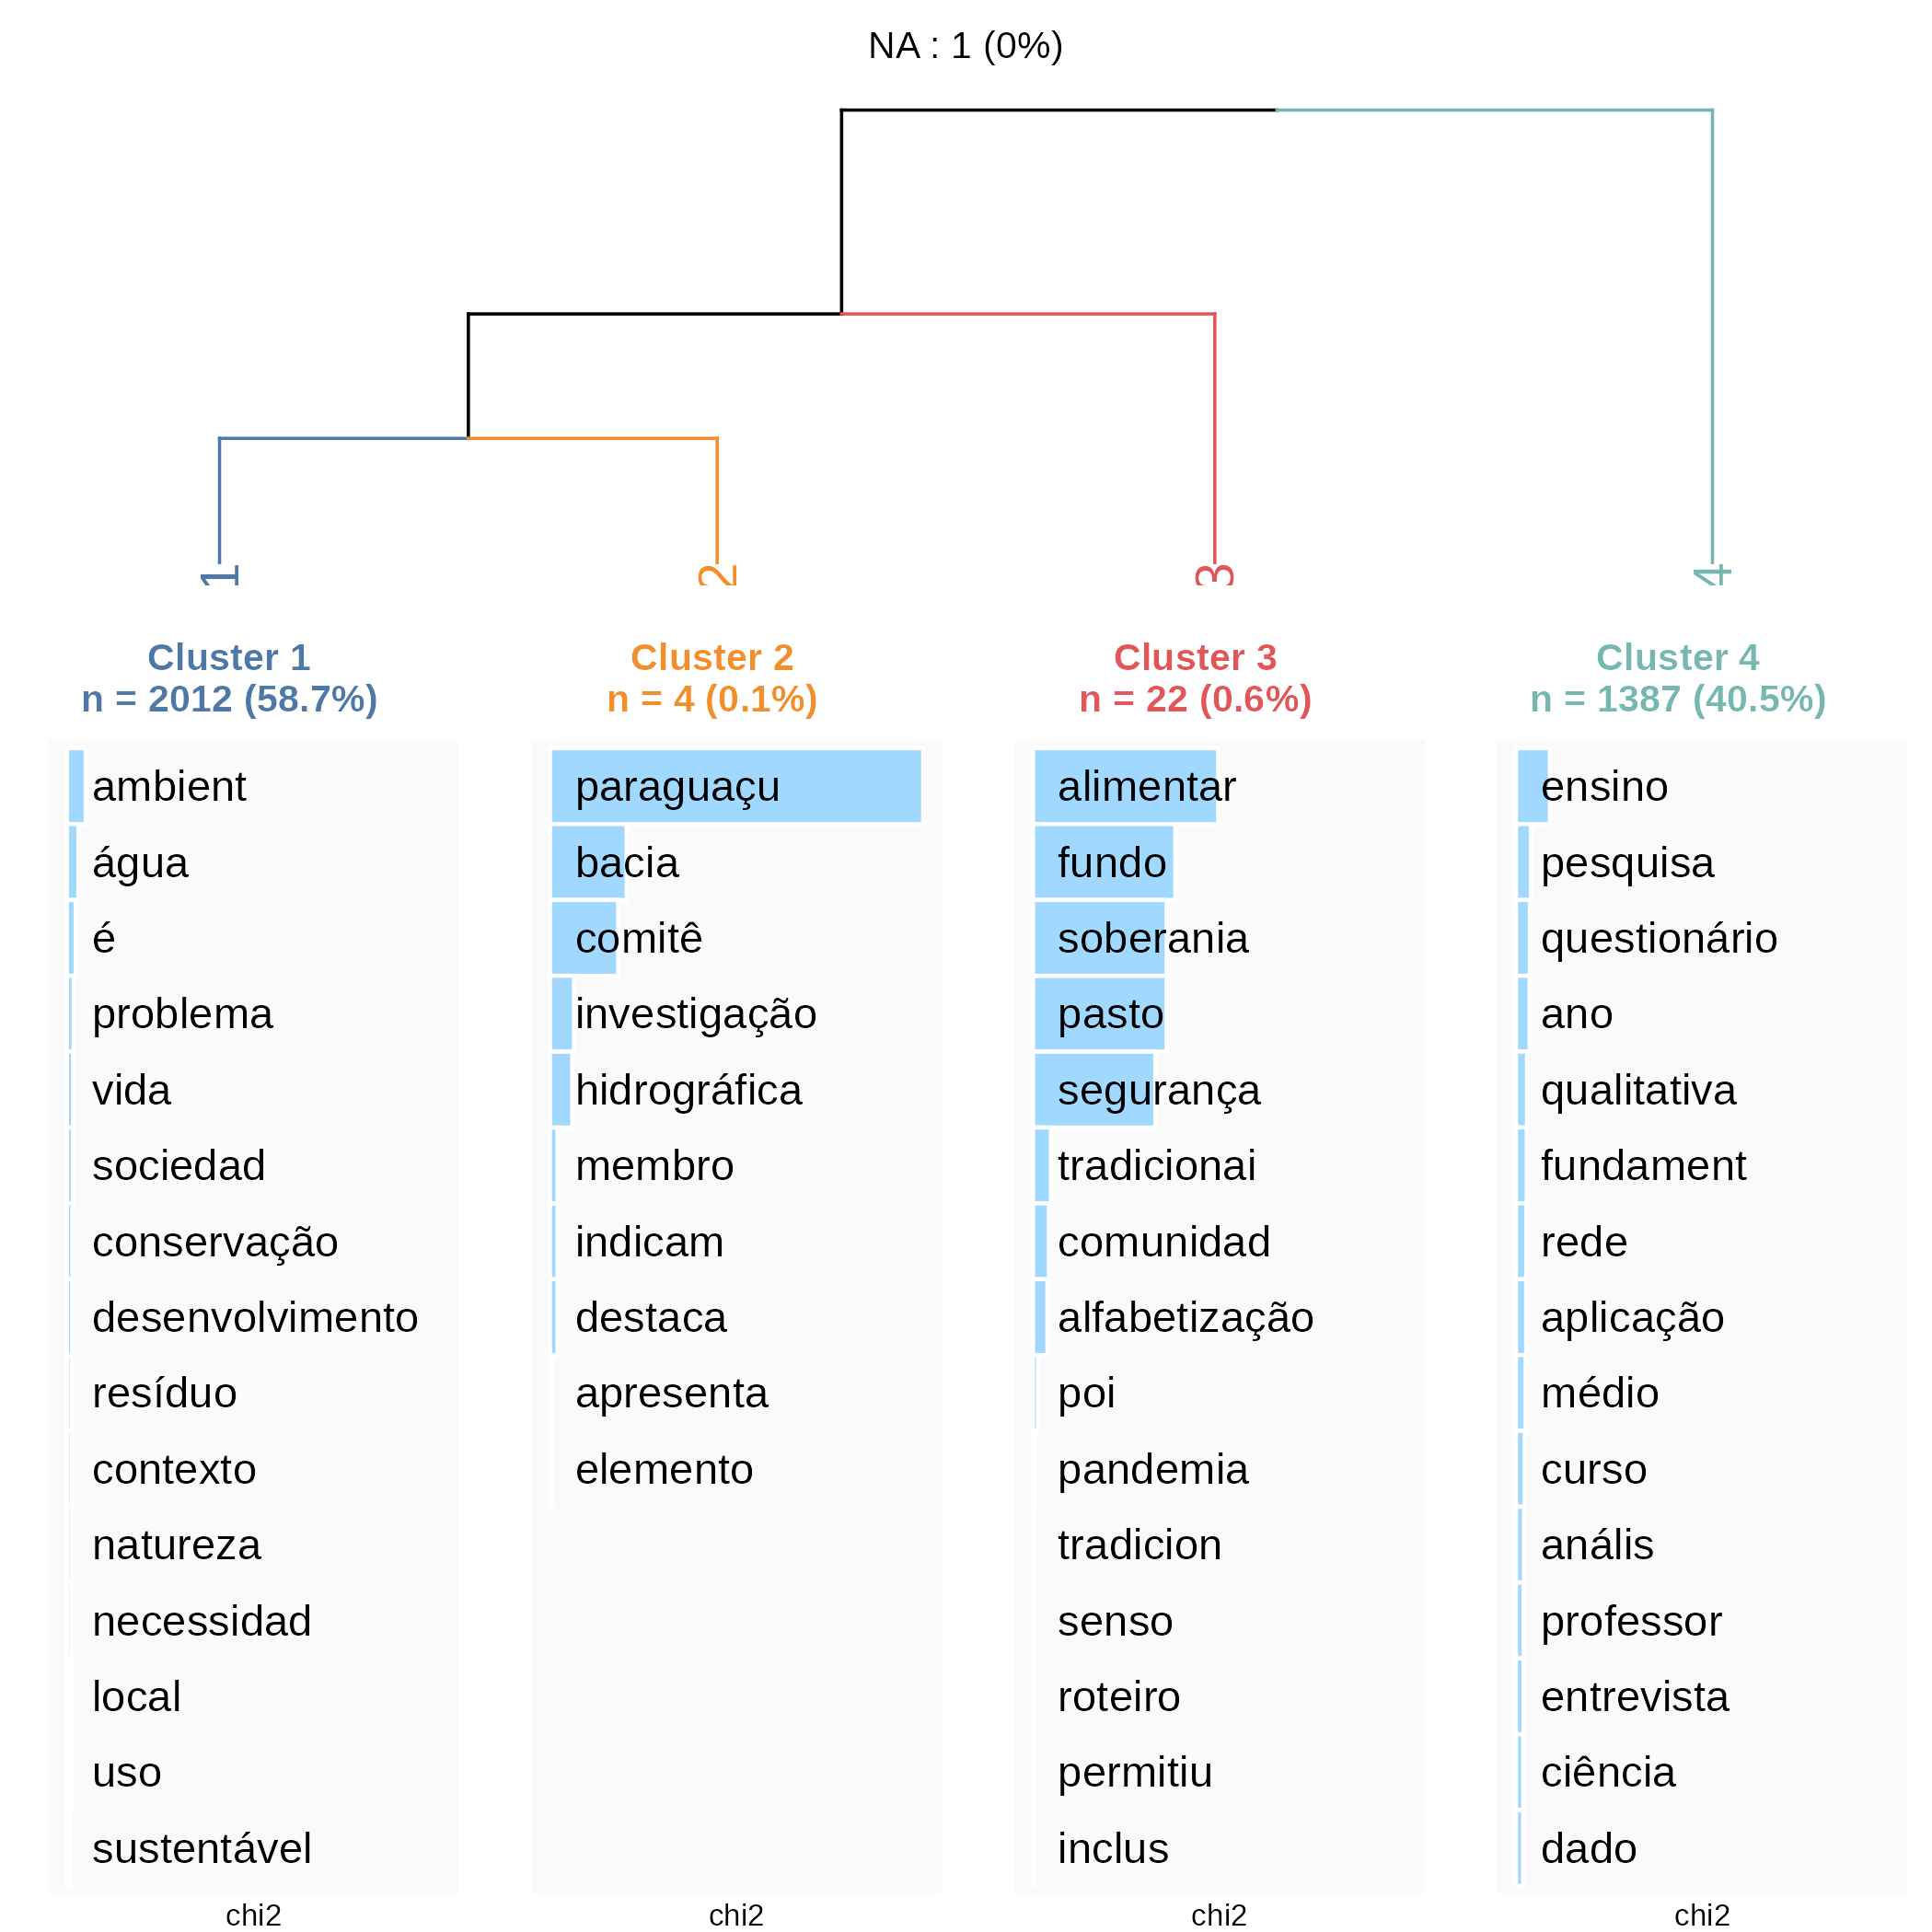 NA : 1 (0%)
1
2
3
4
Cluster 1
n = 2012 (58.7%)
ambient
água
é
problema
vida
sociedad
conservação
desenvolvimento
resíduo
contexto
natureza
necessidad
local
uso
sustentável
chi2
Cluster 2
n = 4 (0.1%)
paraguaçu
bacia
comitê
investigação
hidrográfica
membro
indicam
destaca
apresenta
elemento
chi2
Cluster 3
n = 22 (0.6%)
alimentar
fundo
soberania
pasto
segurança
tradicionai
comunidad
alfabetização
poi
pandemia
tradicion
senso
roteiro
permitiu
inclus
chi2
Cluster 4
n = 1387 (40.5%)
ensino
pesquisa
questionário
ano
qualitativa
fundament
rede
aplicação
médio
curso
anális
professor
entrevista
ciência
dado
chi2